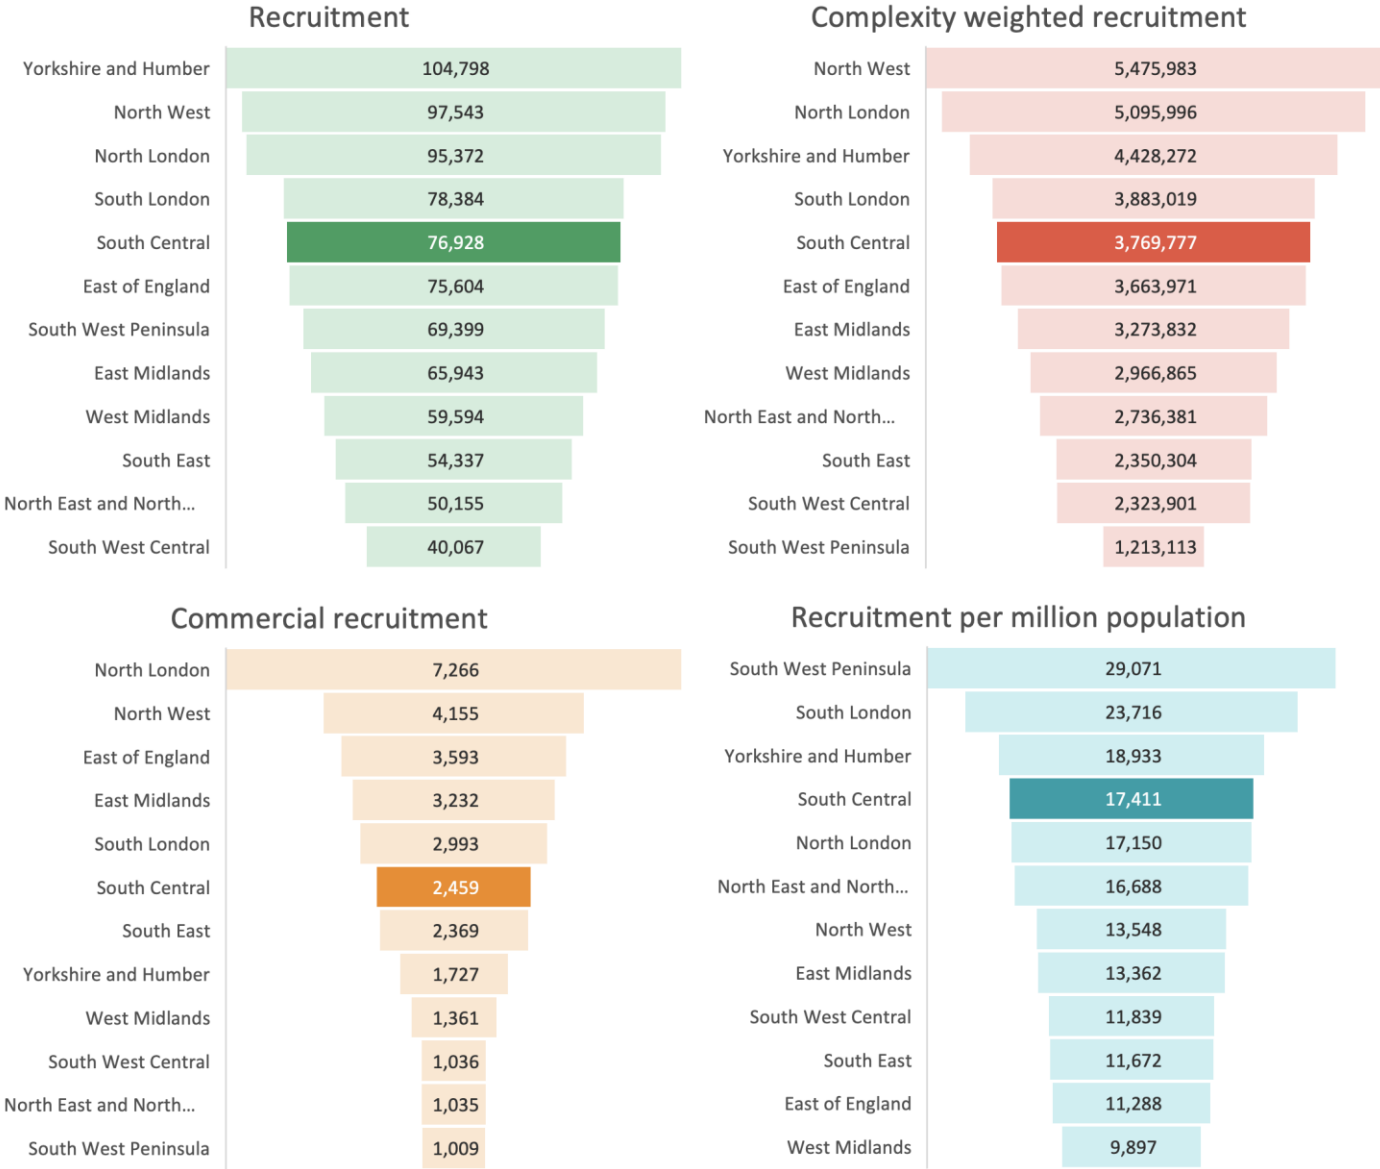 Recruitment
Yorkshire and Humber 104,798
North West 97,543
North London 95,372
South London 78,384
South Central 76,928
East of England 75,604
South West Peninsula 69,399
East Midlands 65,943
West Midlands 59,594
South East 54,337
North East and North... 50,155
South West Central 40,067
Complexity weighted recruitment
North West 5,475,983
North London 5,095,996
Yorkshire and Humber 4,428,272
South London 3,883,019
South Central 3,769,777
East of England 3,663,971
East Midlands 3,273,832
West Midlands 2,966,865
North East and North... 2,736,381
South East 2,350,304
South West Central 2,323,901
South West Peninsula 1,213,113
Commercial recruitment
North London 7,266
North West 4,155
East of England 3,593
East Midlands 3,232
South London 2,993
South Central 2,459
South East 2,369
Yorkshire and Humber 1,727
West Midlands 1,361
South West Central 1,036
North East and North... 1,035
South West Peninsula 1,009
Recruitment per million population
South West Peninsula 29,071
South London 23,716
Yorkshire and Humber 18,933
South Central 17,411
North London 17,150
North East and North... 16,688
North West 13,548
East Midlands 13,362
South West Central 11,839
South East 11,672
East of England 11,288
West Midlands 9,897